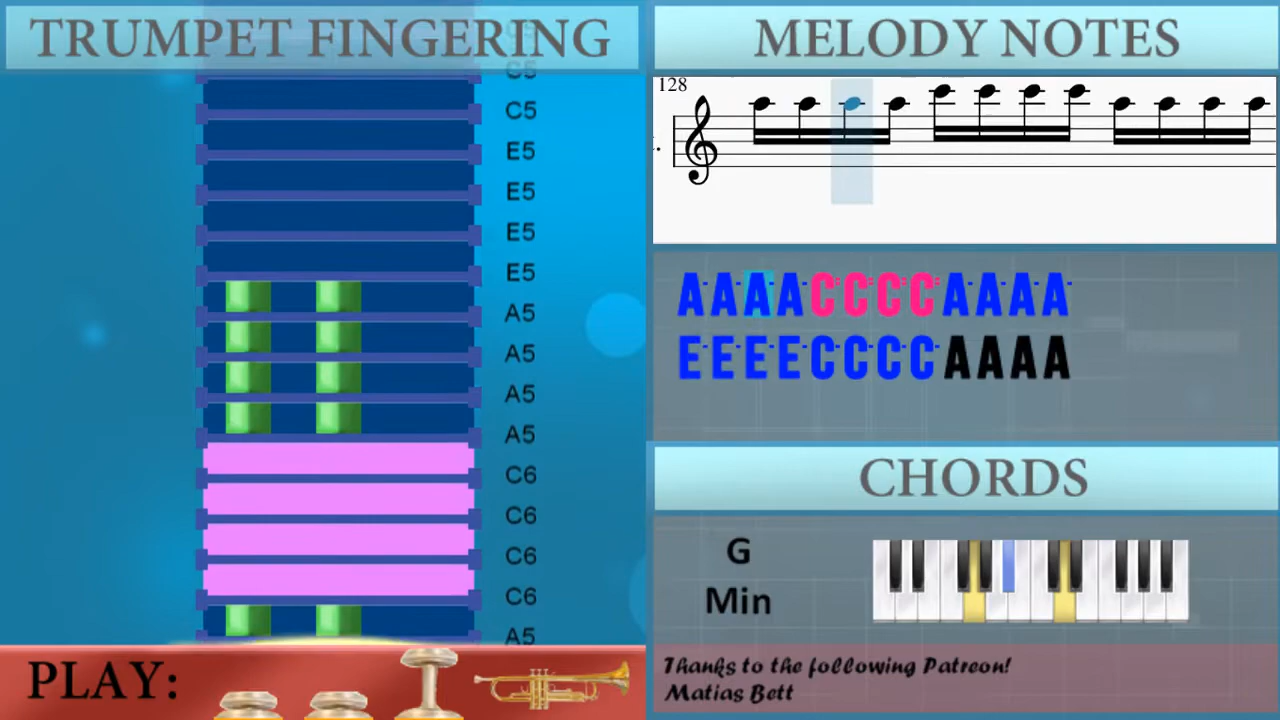 TRUMPET FINGERING
C5
C5
E5
E5
E5
E5
A5
A5
A5
A5
C6
C6
C6
C6
A5
PLAY:
MELODY NOTES
128
AAAACCCCAAAA
EEEECCCCAAAA
CHORDS
G
Min
Thanks to the following Patreon!
Matias Bett